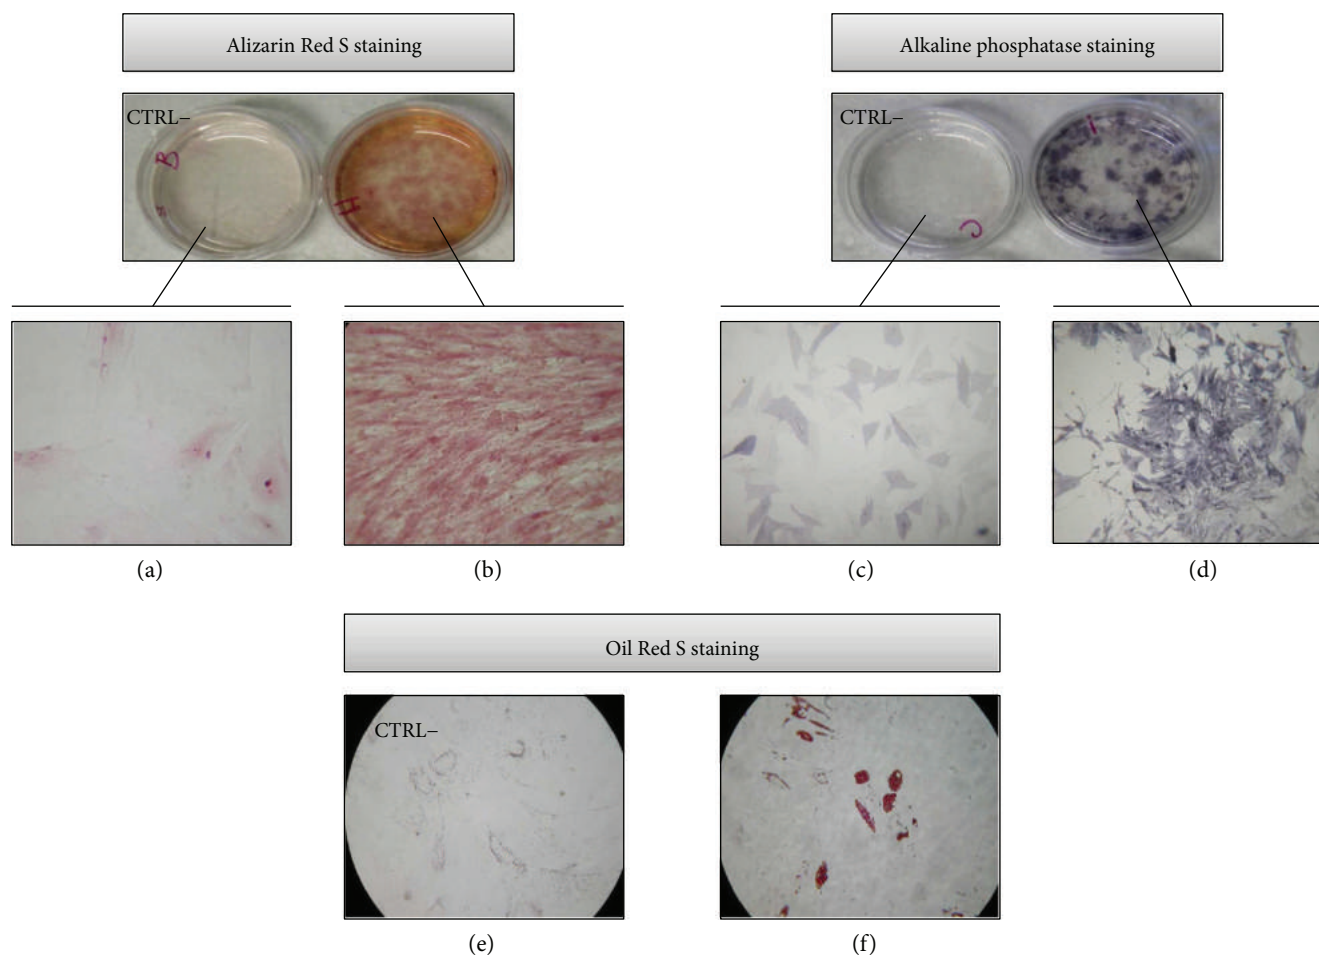 Alizarin Red S staining
Alkaline phosphatase staining
CTRL−
B
H
CTRL−
C
(a)
(b)
(c)
(d)
Oil Red S staining
CTRL−
(e)
(f)